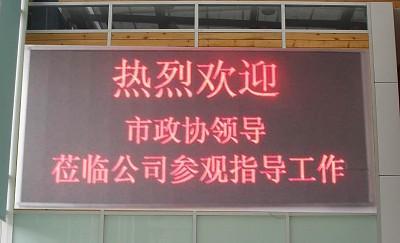 热烈欢迎
市政协领导
莅临公司参观指导工作